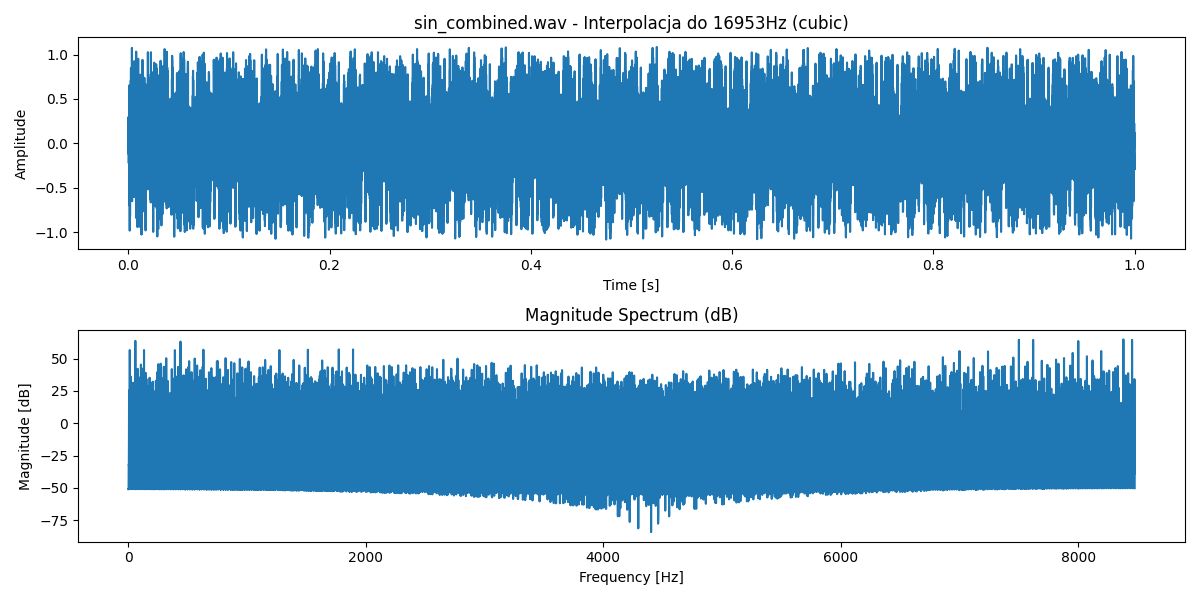 sin_combined.wav - Interpolacja do 16953Hz (cubic)
1.0
0.5
0.0
−0.5
−1.0
Amplitude
0.0 0.2 0.4 0.6 0.8 1.0
Time [s]
Magnitude Spectrum (dB)
50
25
0
−25
−50
−75
Magnitude [dB]
0 2000 4000 6000 8000
Frequency [Hz]